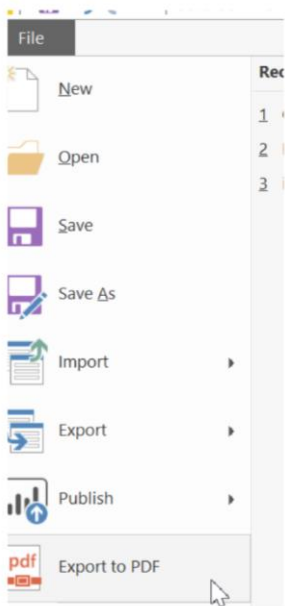 File
New
Open
Save
Save As
Import
Export
Publish
pdf
Export to PDF
Rec
1
2
3